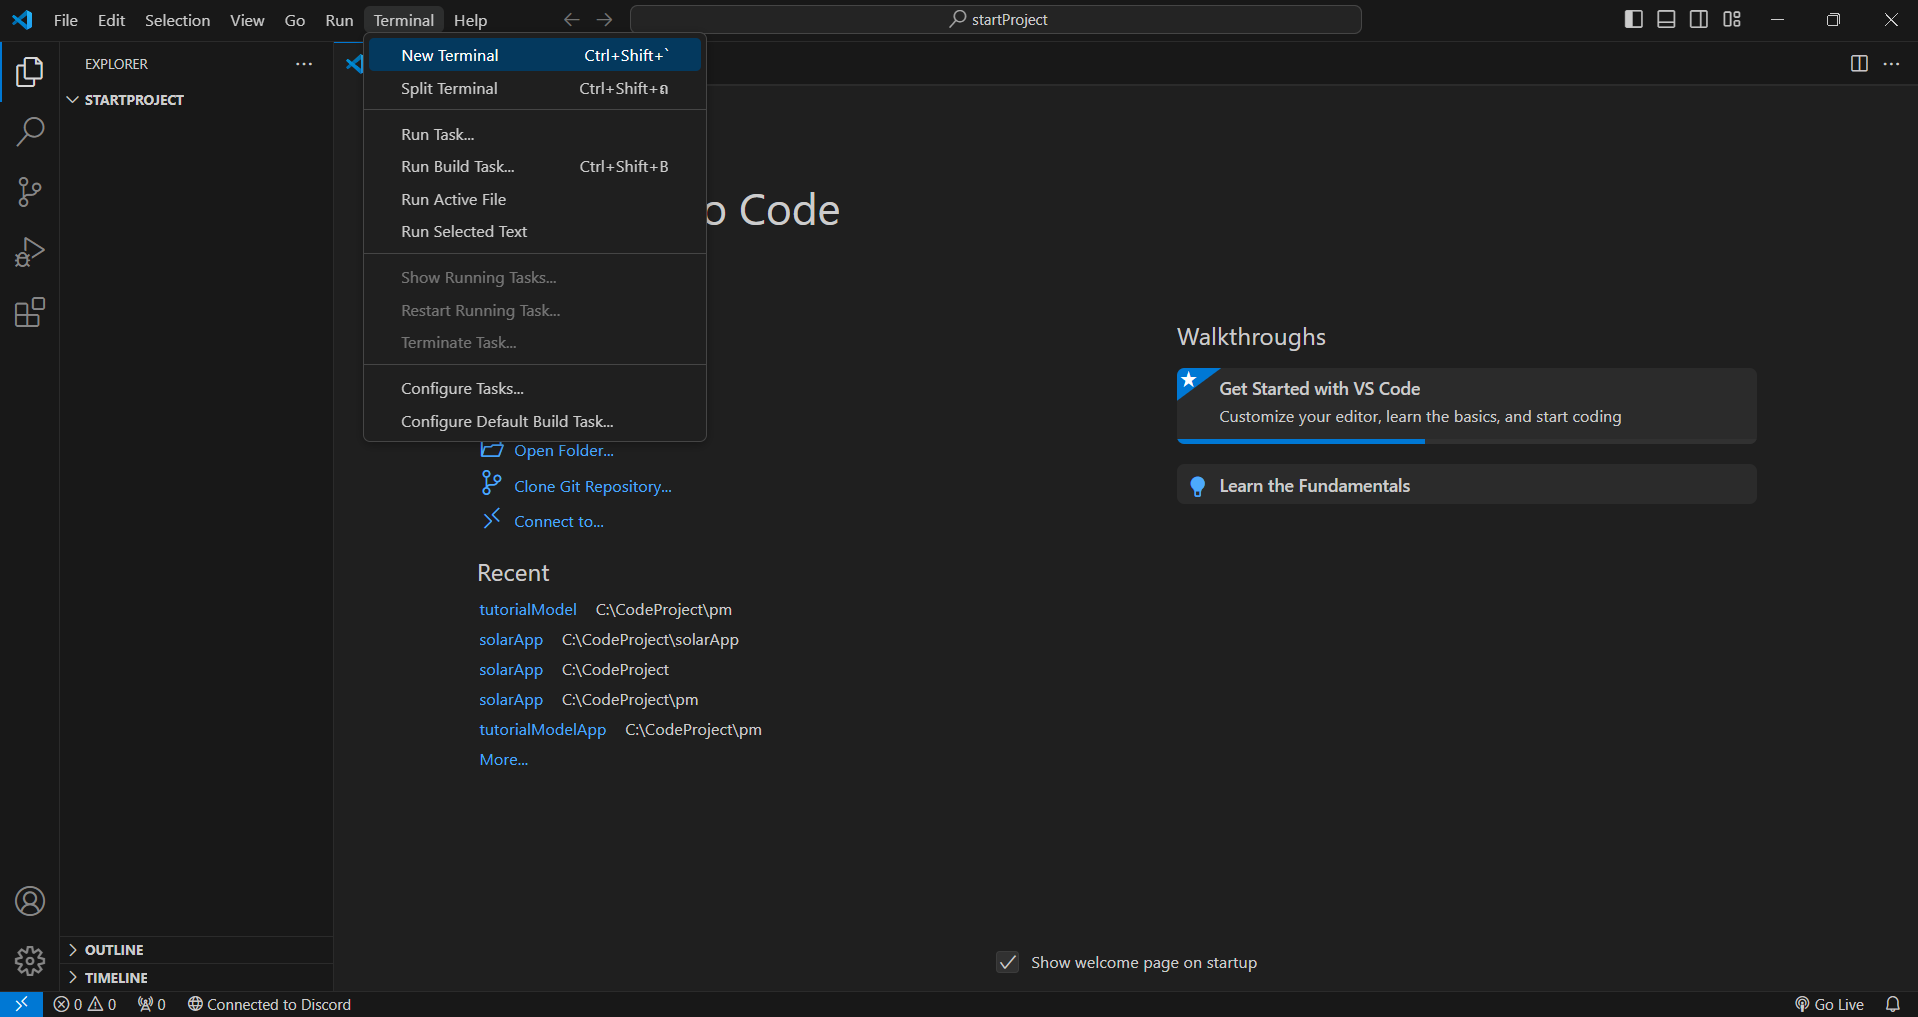 File Edit Selection View Go Run Terminal Help
startProject
EXPLORER
STARTPROJECT
New Terminal Ctrl+Shift+`
Split Terminal Ctrl+Shift+ฅ
Run Task...
Run Build Task... Ctrl+Shift+B
Run Active File
Run Selected Text
Show Running Tasks...
Restart Running Task...
Terminate Task...
Configure Tasks...
Configure Default Build Task...
o Code
Open Folder...
Clone Git Repository...
Connect to...
Recent
tutorialModel C:\CodeProject\pm
solarApp C:\CodeProject\solarApp
solarApp C:\CodeProject
solarApp C:\CodeProject\pm
tutorialModelApp C:\CodeProject\pm
More...
Walkthroughs
Get Started with VS Code
Customize your editor, learn the basics, and start coding
Learn the Fundamentals
Show welcome page on startup
OUTLINE
TIMELINE
0 0 0 Connected to Discord
Go Live